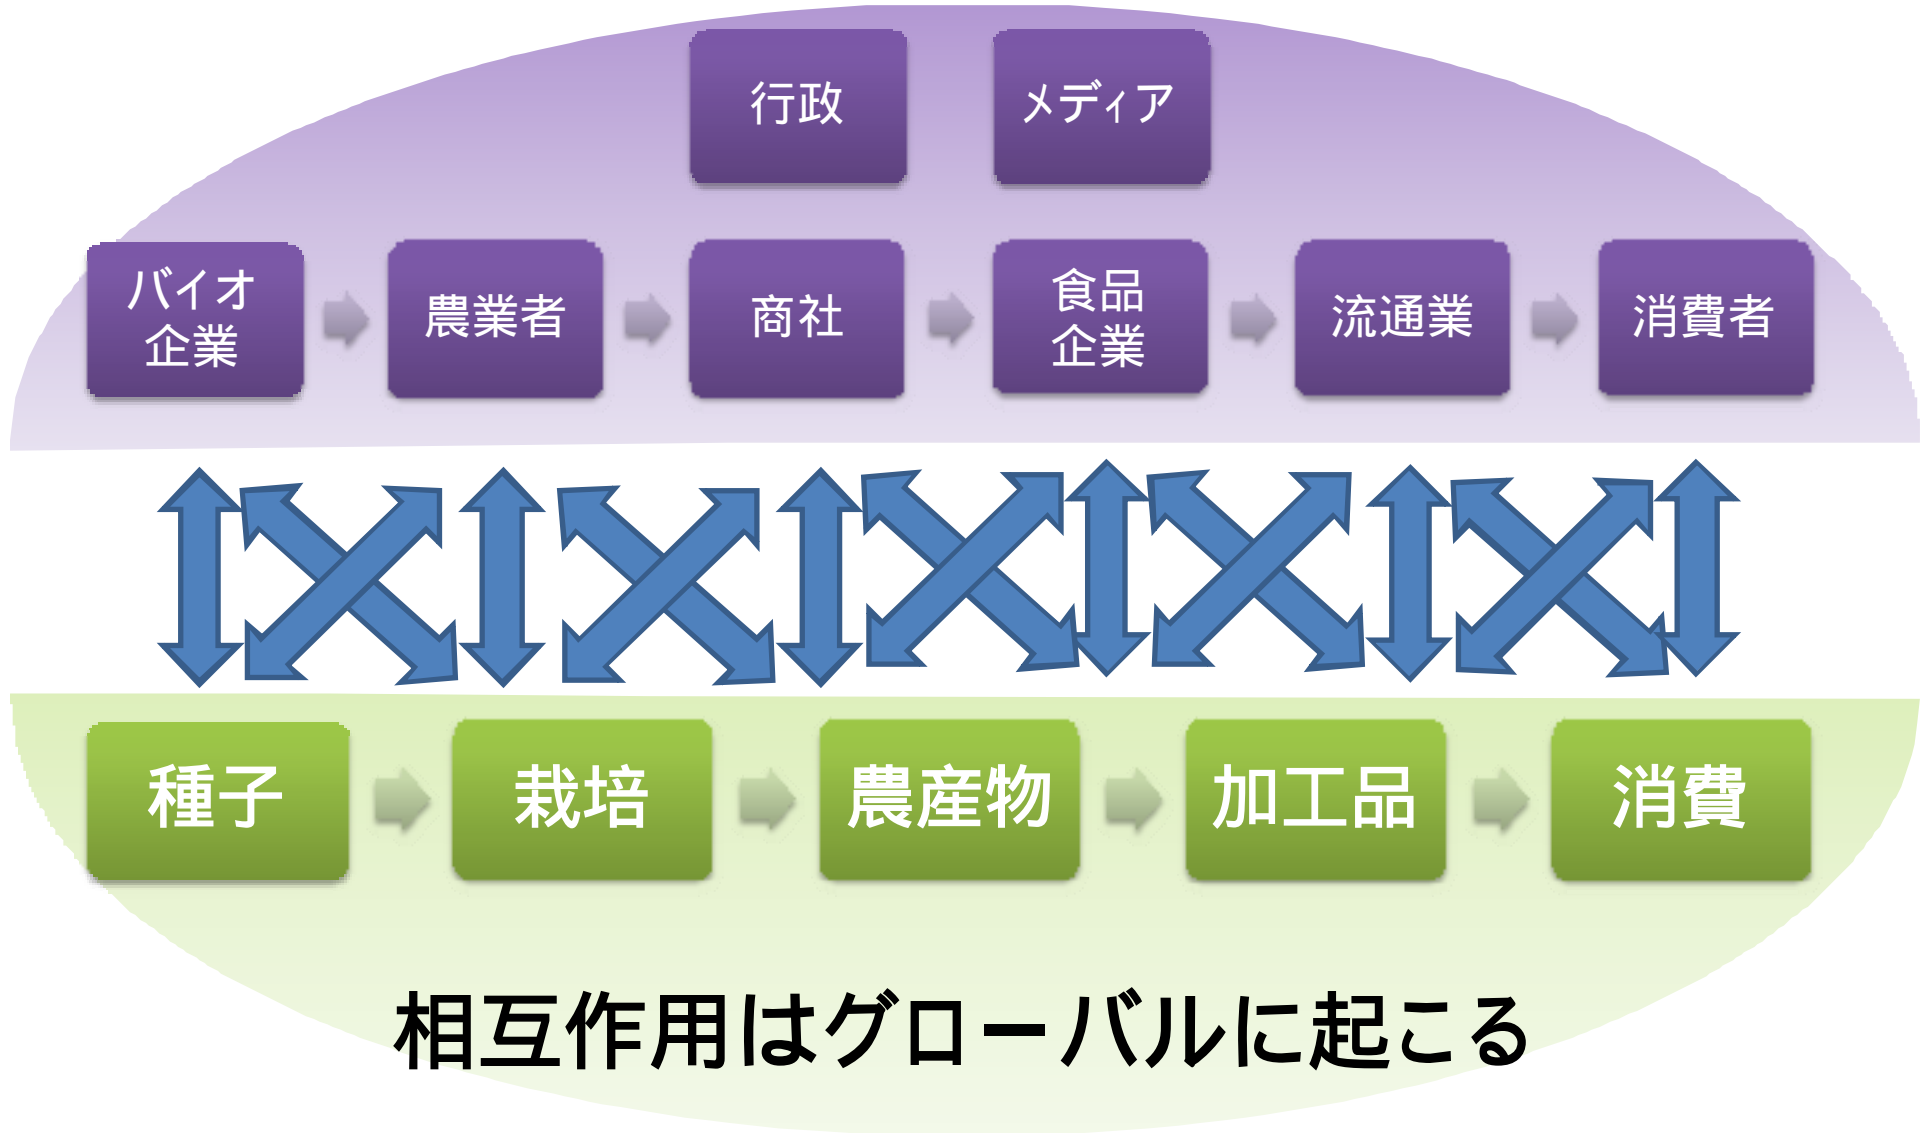 行政
メディア
バイオ
企業
農業者
商社
食品
企業
流通業
消費者
種子
栽培
農産物
加工品
消費
相互作用はグローバルに起こる